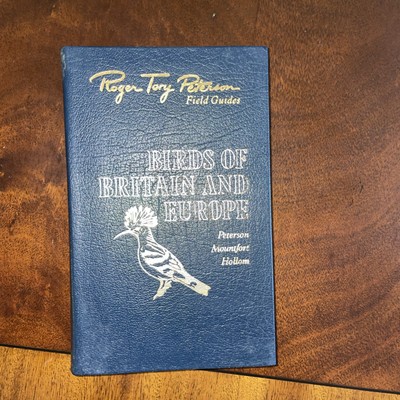 Roger Tory Peterson
Field Guides
BIRDS OF
BRITAIN AND
EUROPE
Peterson
Mountfort
Hollom